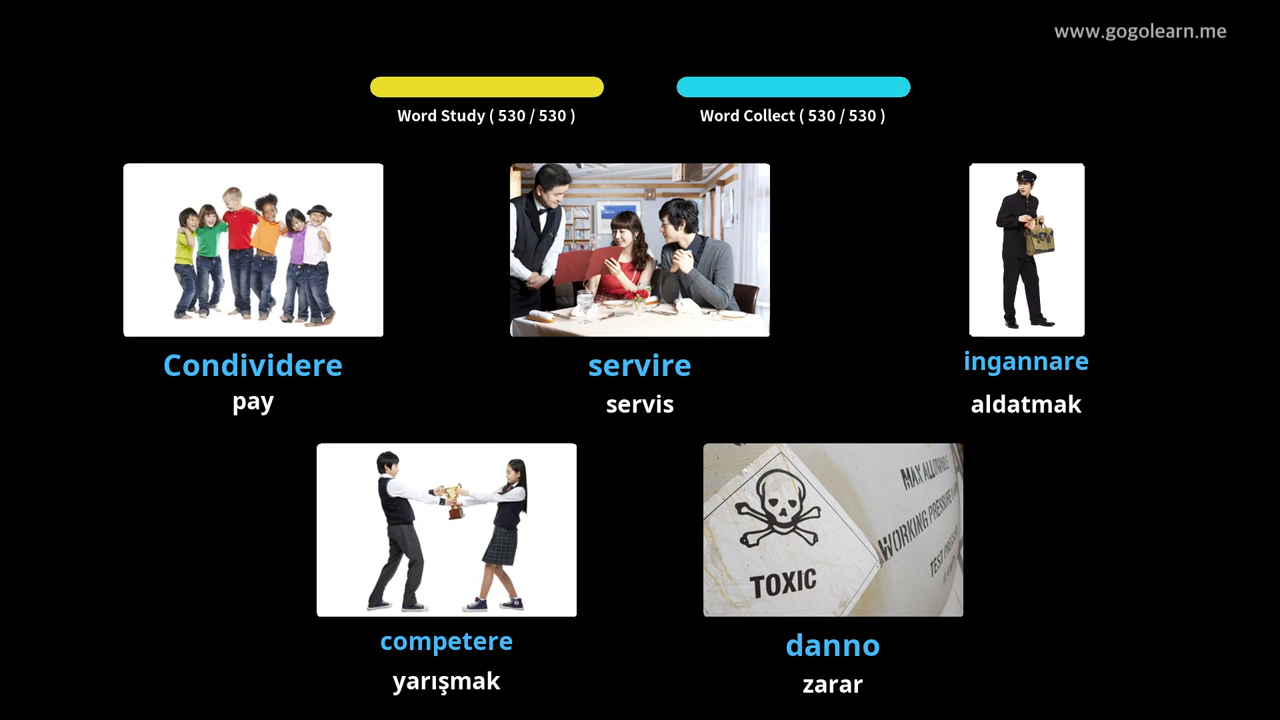 www.gogolearn.me
Word Study ( 530 / 530 )
Word Collect ( 530 / 530 )
Condividere
pay
servire
servis
ingannare
aldatmak
MAX ALLOWABLE
WORKING PRESSURE
TEST
TOXIC
competere
yarışmak
danno
zarar